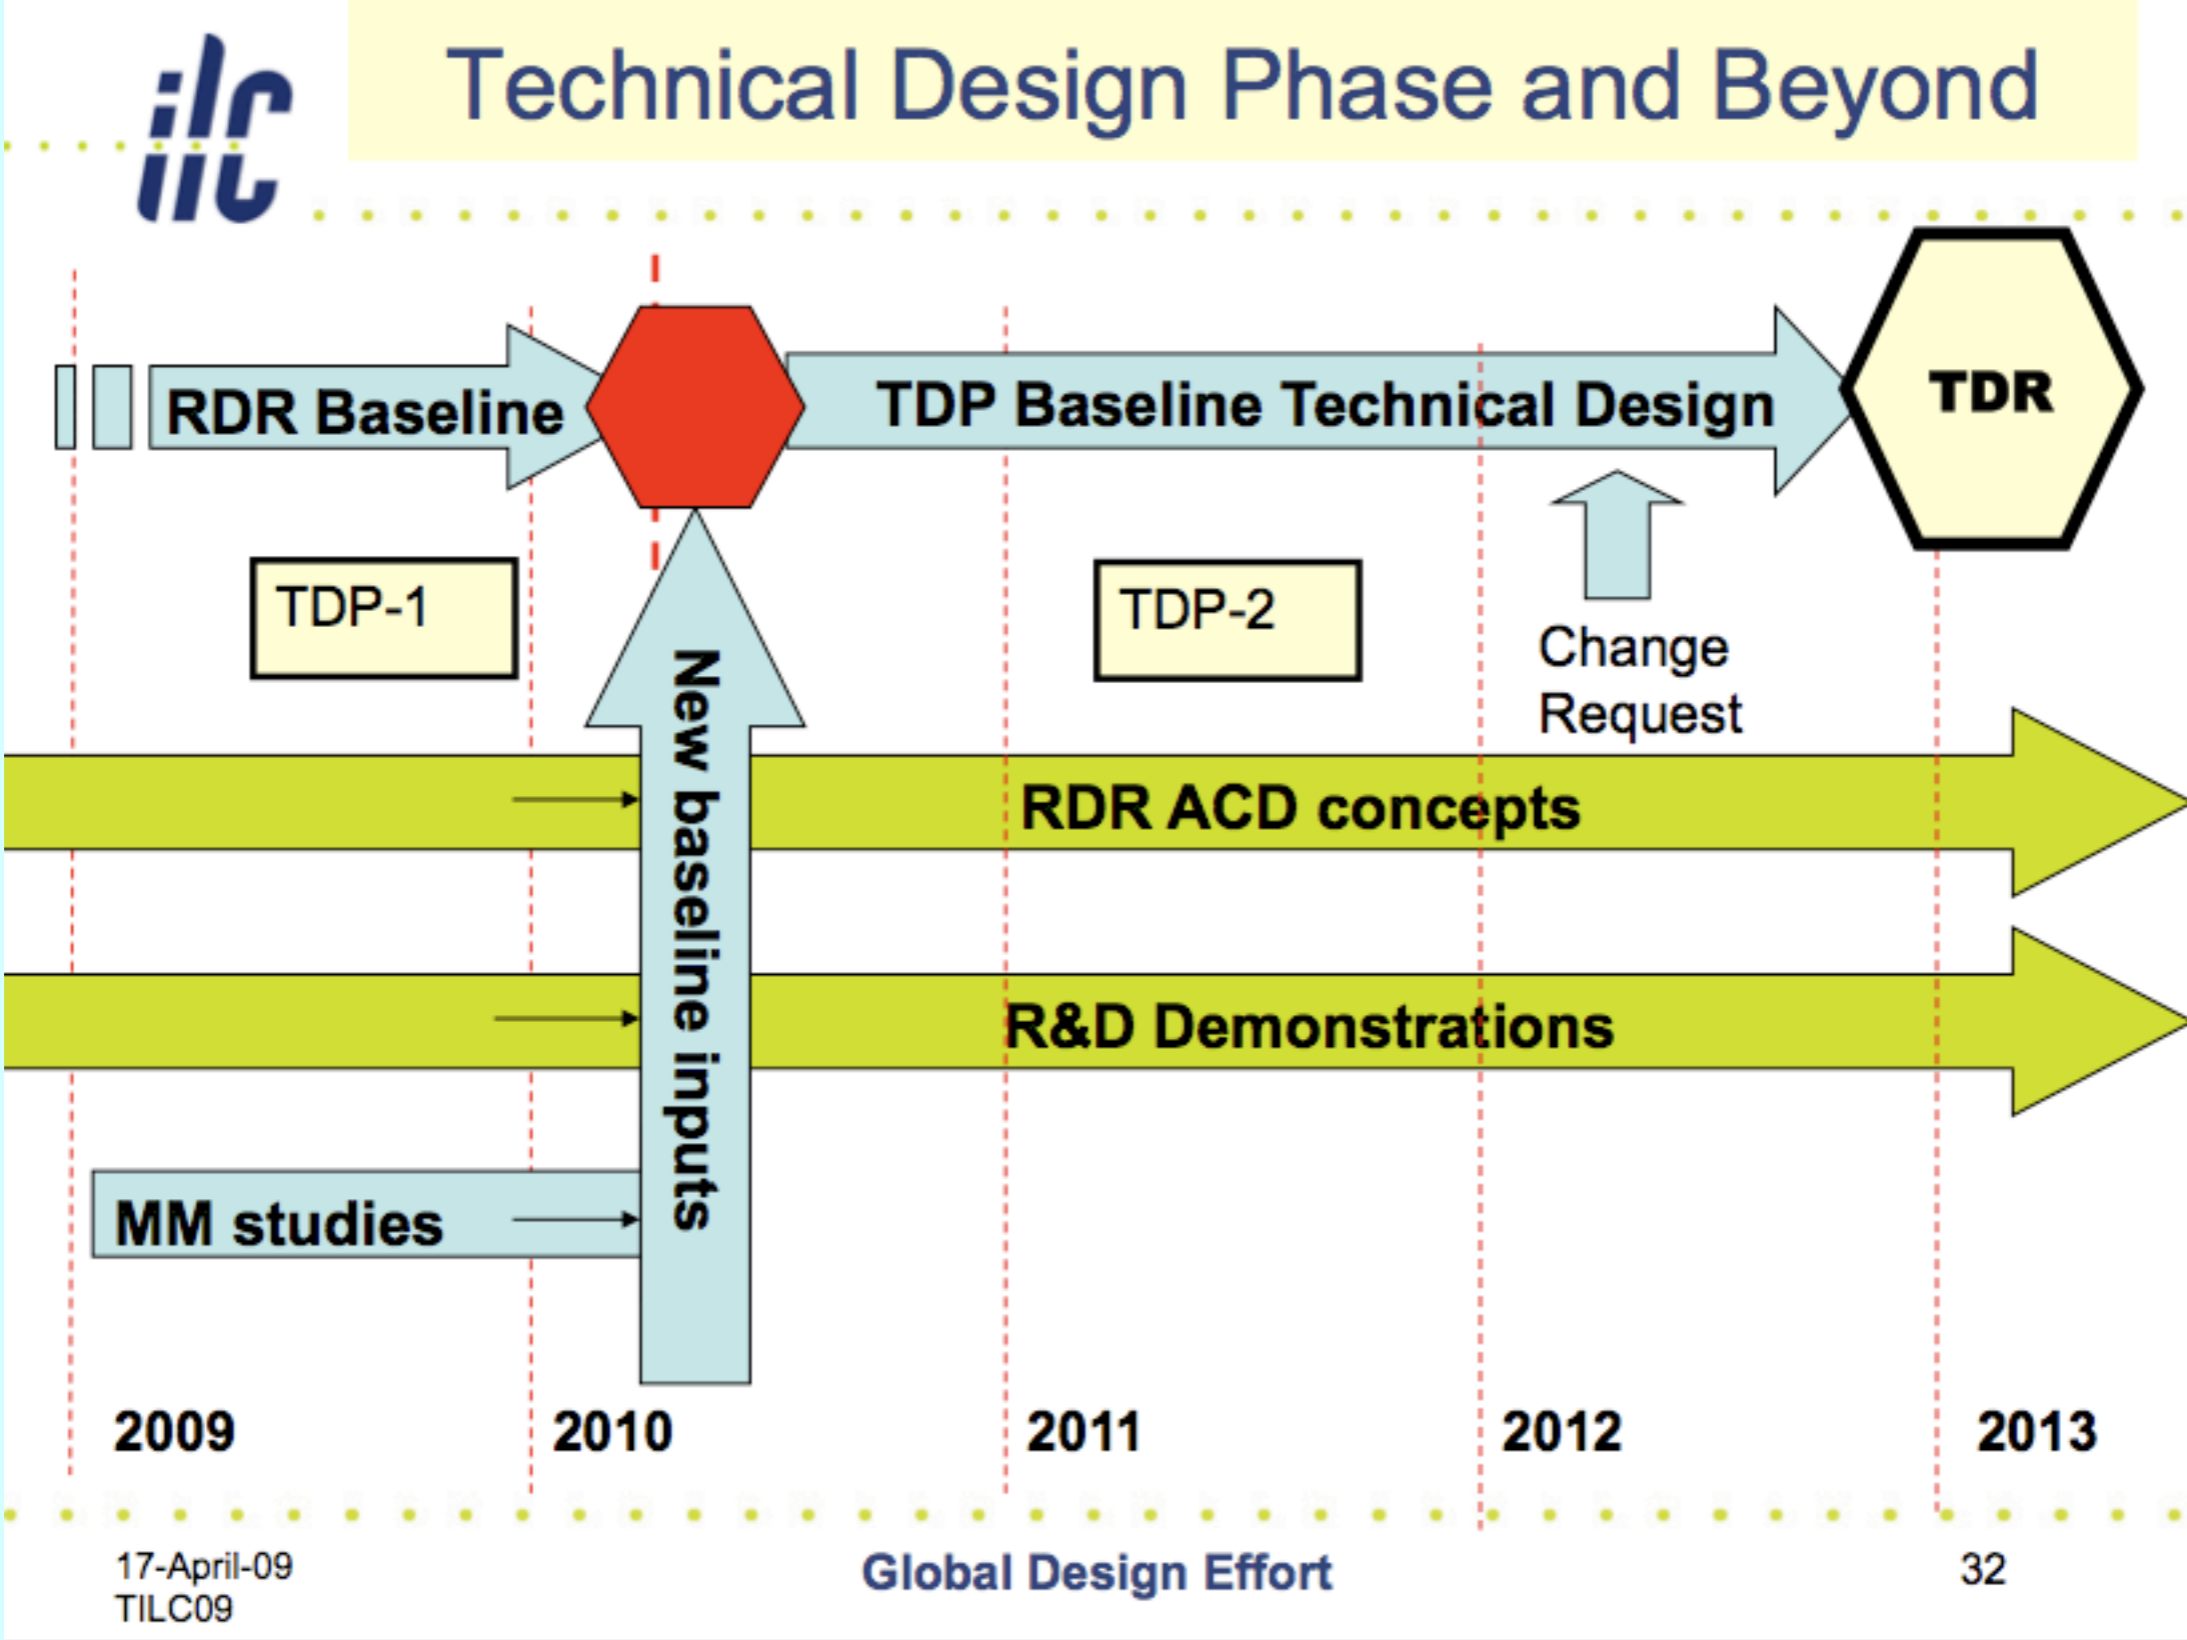 ilc
Technical Design Phase and Beyond
RDR Baseline
TDP Baseline Technical Design
TDR
TDP-1
TDP-2
Change
Request
New baseline inputs
RDR ACD concepts
R&D Demonstrations
MM studies
2009
2010
2011
2012
2013
17-April-09
TILC09
Global Design Effort
32